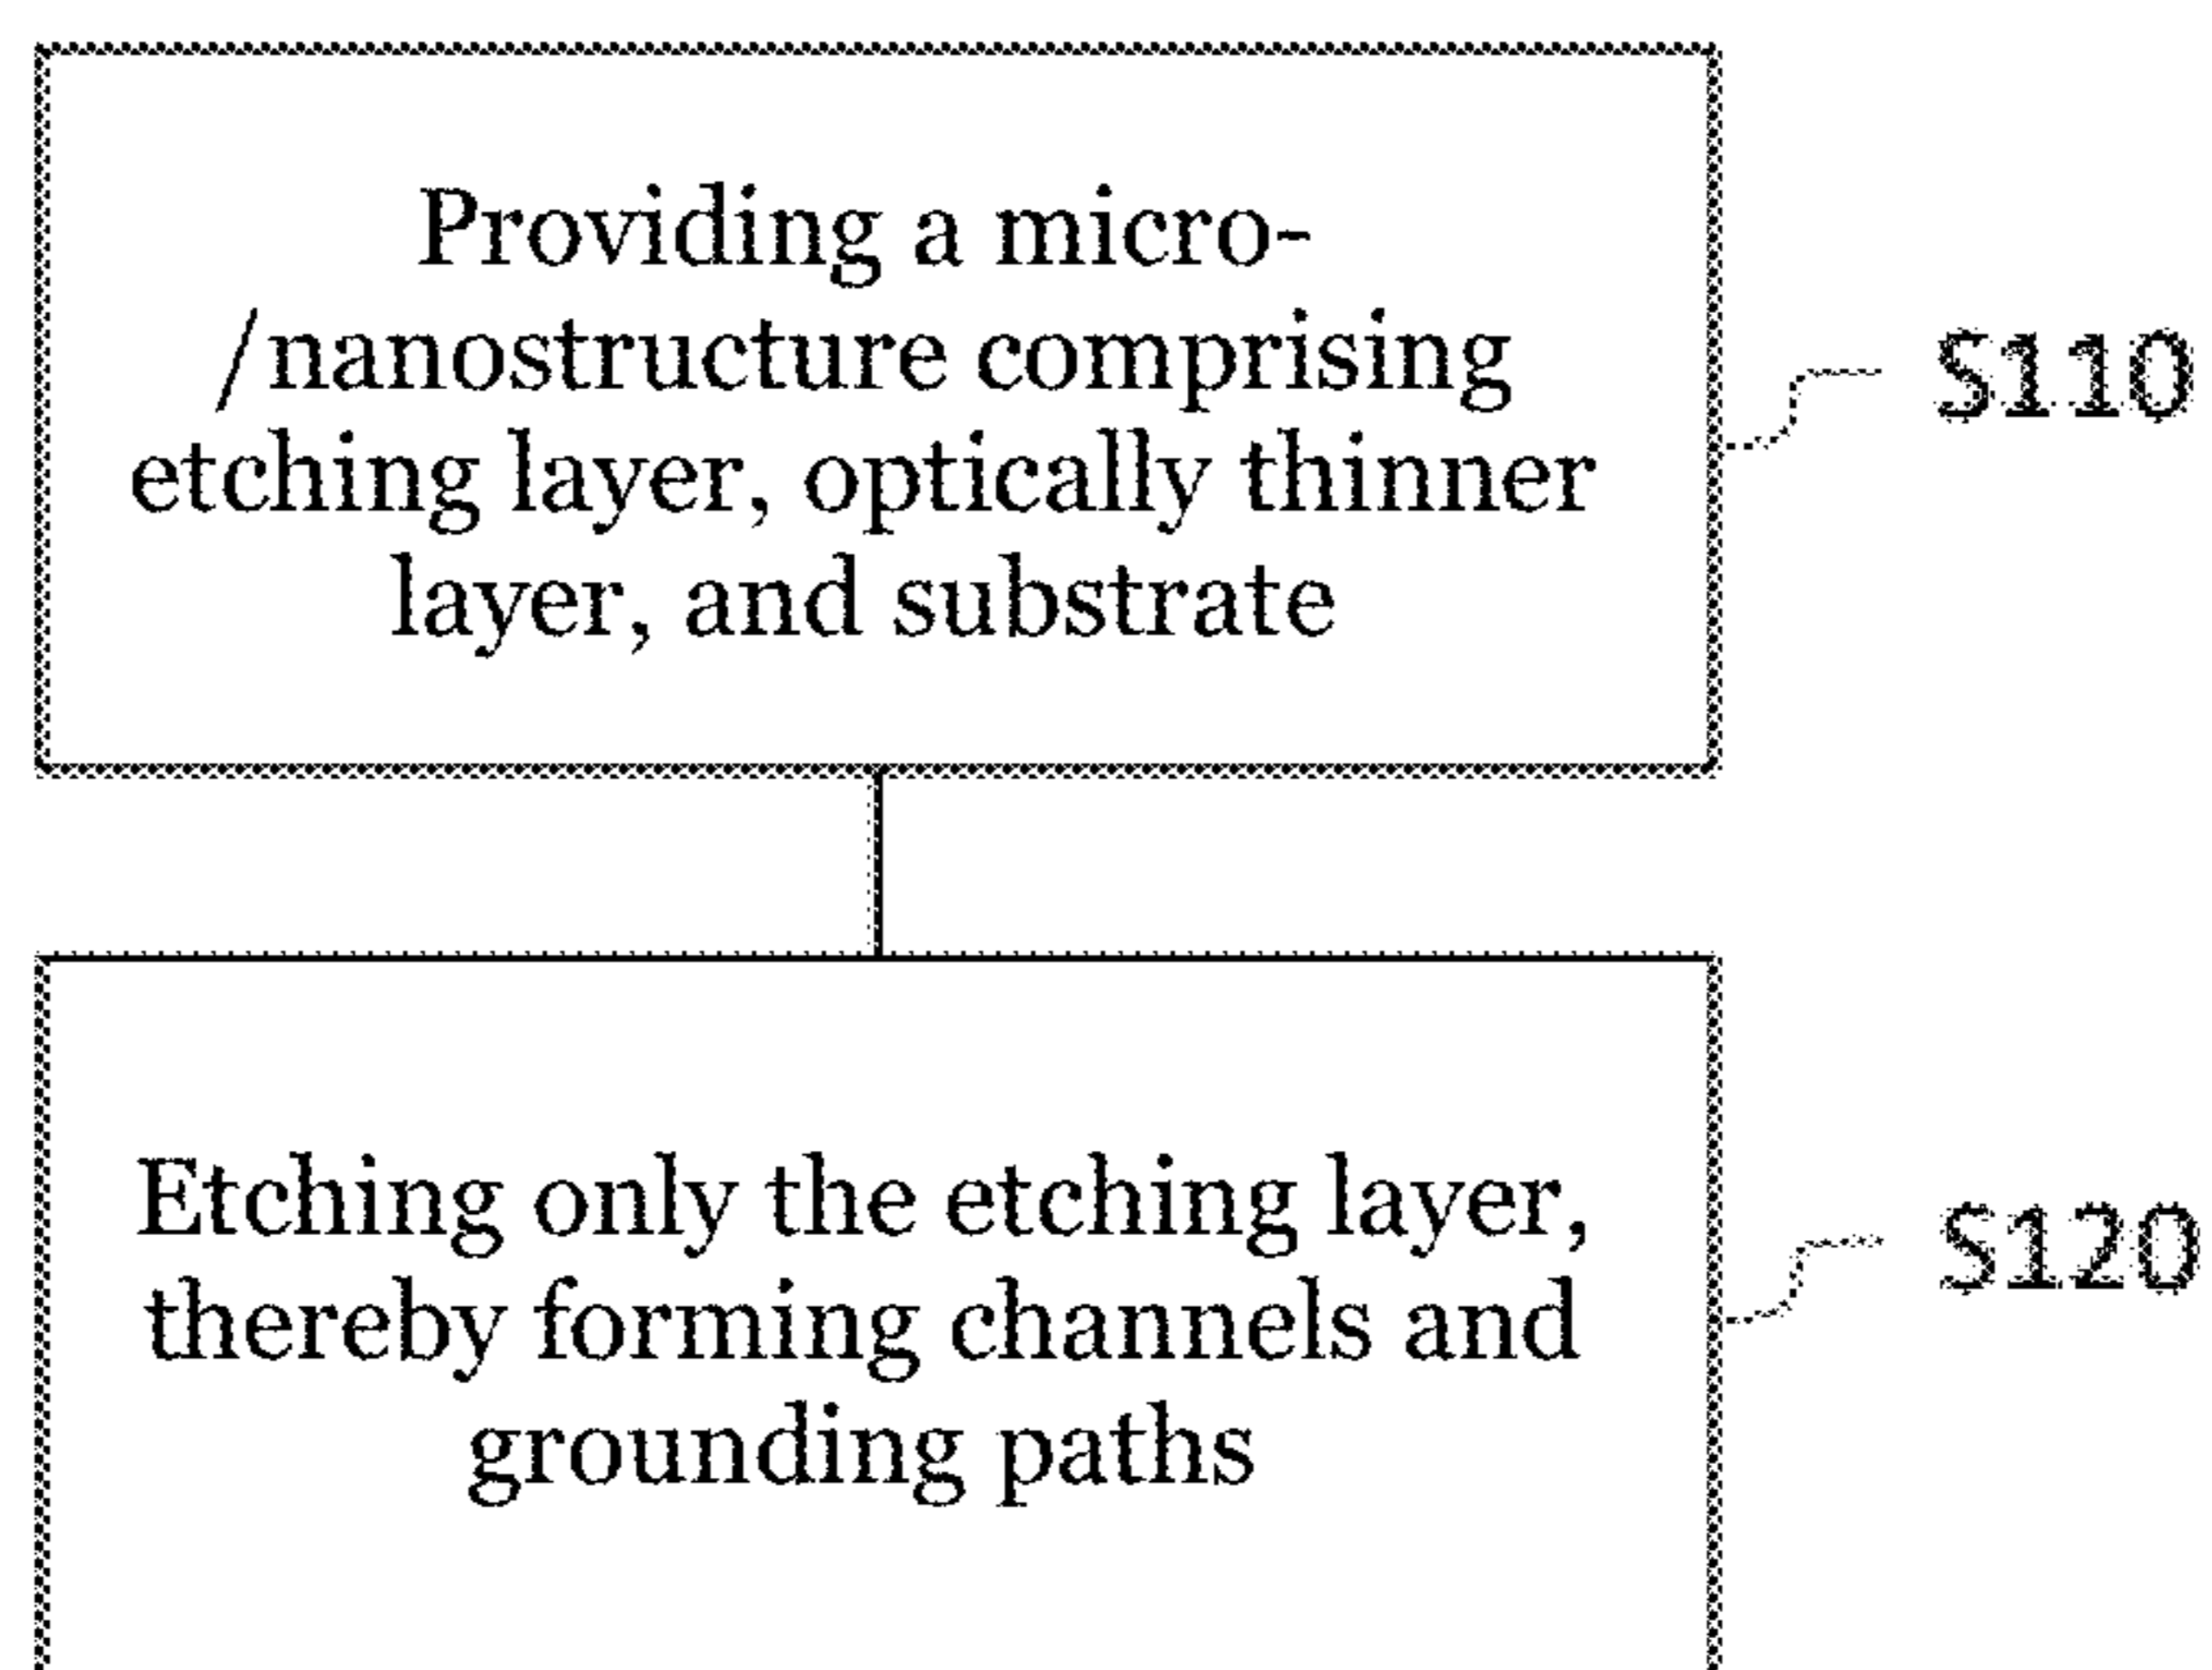 Providing a micro-
/nanostructure comprising
etching layer, optically thinner
layer, and substrate
S110
Etching only the etching layer,
thereby forming channels and
grounding paths
S120